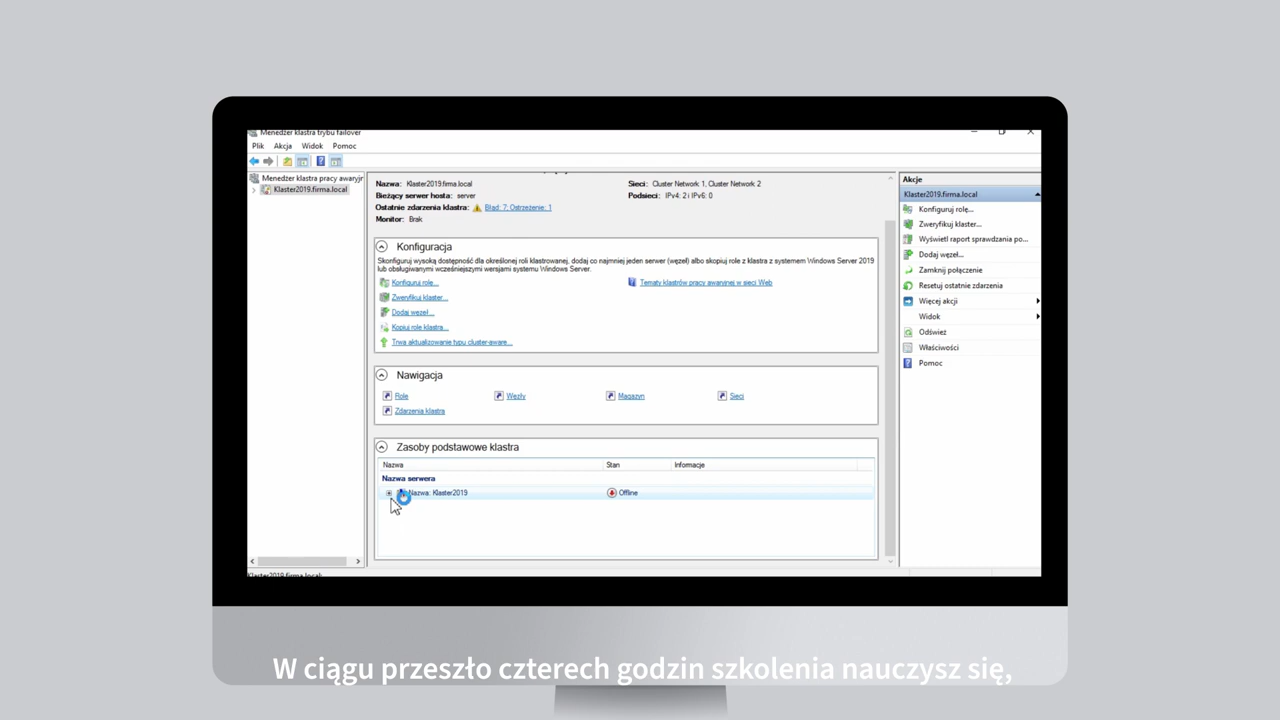 Menedżer klastra trybu failover
Plik Akcja Widok Pomoc
Menedżer klastra pracy awaryjn
Klaster2019.firma.local
Nazwa: Klaster2019.firma.local
Sieci: Cluster Network 1, Cluster Network 2
Bieżący serwer hosta: server
Podsieci: IPv4: 2 i IPv6: 0
Ostatnie zdarzenia klastra: Błąd: 7; Ostrzeżenie: 1
Monitor: Brak
Konfiguracja
Skonfiguruj wysoką dostępność dla określonej roli klastrowanej, dodaj co najmniej jeden serwer (węzeł) albo skopiuj role z klastra z systemem Windows Server 2019
lub obsługiwanymi wcześniejszymi wersjami systemu Windows Server.
Konfiguruj rolę...
Tematy klastrów pracy awaryjnej w sieci Web
Zweryfikuj klaster...
Dodaj węzeł...
Kopiuj role klastra...
Trwa aktualizowanie typu cluster-aware...
Nawigacja
Role Węzły Magazyn Sieci
Zdarzenia klastra
Zasoby podstawowe klastra
Nazwa Stan Informacje
Nazwa serwera
Nazwa: Klaster2019 Offline
Klaster2019.firma.local:
Akcje
Klaster2019.firma.local
Konfiguruj rolę...
Zweryfikuj klaster...
Wyświetl raport sprawdzania po...
Dodaj węzeł...
Zamknij połączenie
Resetuj ostatnie zdarzenia
Więcej akcji
Widok
Odśwież
Właściwości
Pomoc
W ciągu przeszło czterech godzin szkolenia nauczysz się,